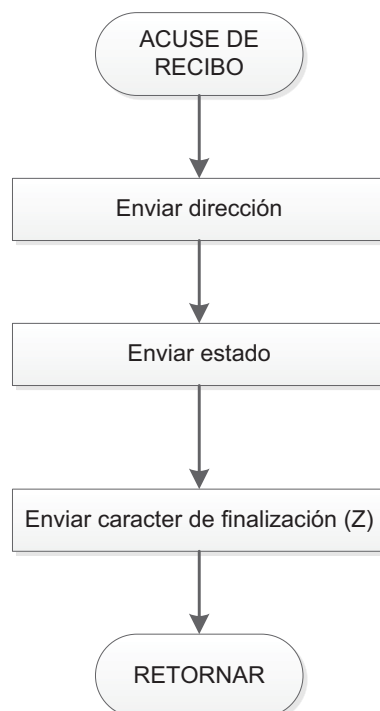 ACUSE DE
RECIBO
Enviar dirección
Enviar estado
Enviar caracter de finalización (Z)
RETORNAR